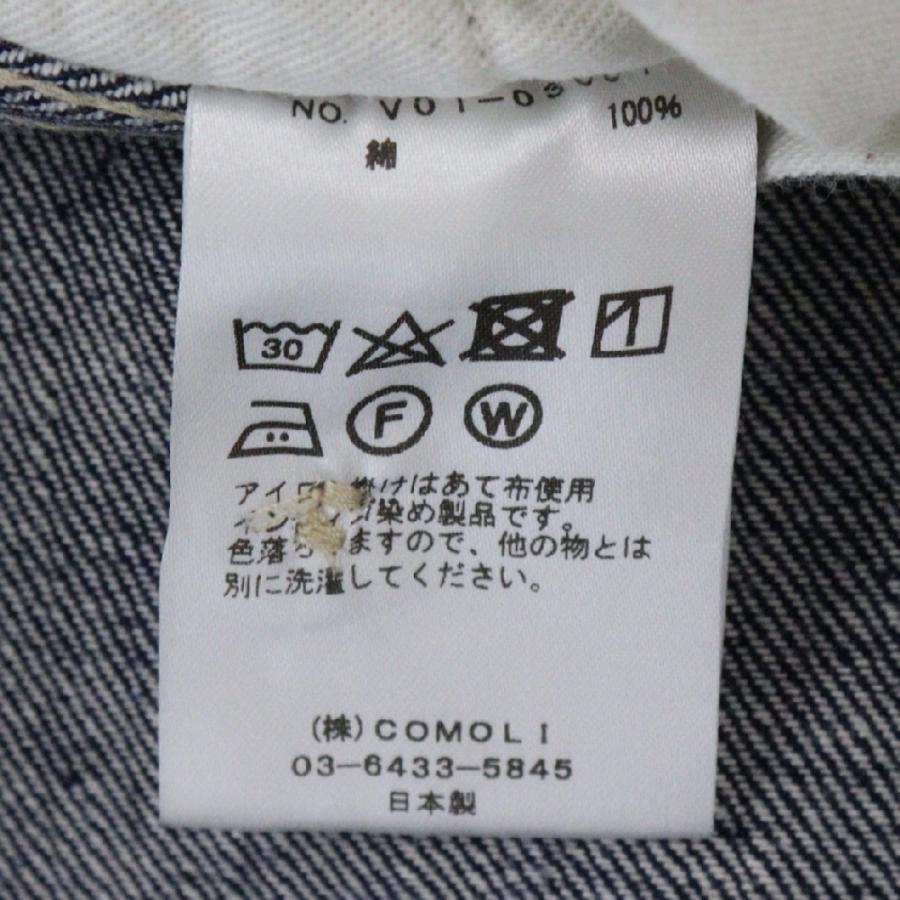 NO. V01-03
綿 100%
30
F W
掛けはあて布使用
染め製品です。
ますので、他の物とは
別に洗濯してください。
(株)COMOLI
03-6433-5845
日本製